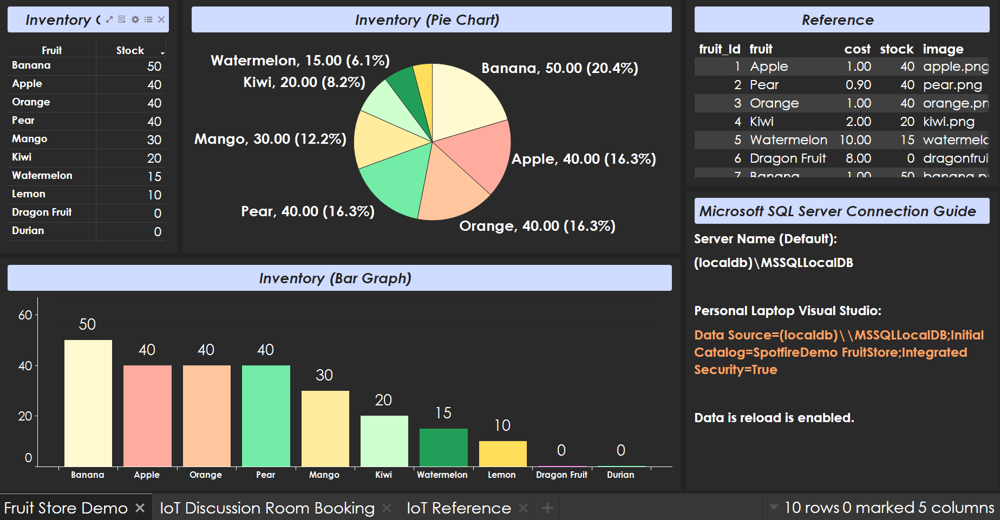 Inventory
Fruit Stock
Banana 50
Apple 40
Orange 40
Pear 40
Mango 30
Kiwi 20
Watermelon 15
Lemon 10
Dragon Fruit 0
Durian 0
Inventory (Pie Chart)
Watermelon, 15.00 (6.1%)
Banana, 50.00 (20.4%)
Kiwi, 20.00 (8.2%)
Mango, 30.00 (12.2%)
Apple, 40.00 (16.3%)
Pear, 40.00 (16.3%)
Orange, 40.00 (16.3%)
Reference
fruit_Id fruit cost stock image
1 Apple 1.00 40 apple.png
2 Pear 0.90 40 pear.png
3 Orange 1.00 40 orange.pn
4 Kiwi 2.00 20 kiwi.png
5 Watermelon 10.00 15 watermelo
6 Dragon Fruit 8.00 0 dragonfrui
7 Banana 1.00 50 banana.p
Microsoft SQL Server Connection Guide
Server Name (Default):
(localdb)\MSSQLLocalDB
Personal Laptop Visual Studio:
Data Source=(localdb)\\MSSQLLocalDB;Initial
Catalog=SpotfireDemo FruitStore;Integrated
Security=True
Data is reload is enabled.
Inventory (Bar Graph)
60
40
20
0
50
40
40
40
30
20
15
10
0
0
Banana Apple Orange Pear Mango Kiwi Watermelon Lemon Dragon Fruit Durian
Fruit Store Demo IoT Discussion Room Booking IoT Reference
10 rows 0 marked 5 columns